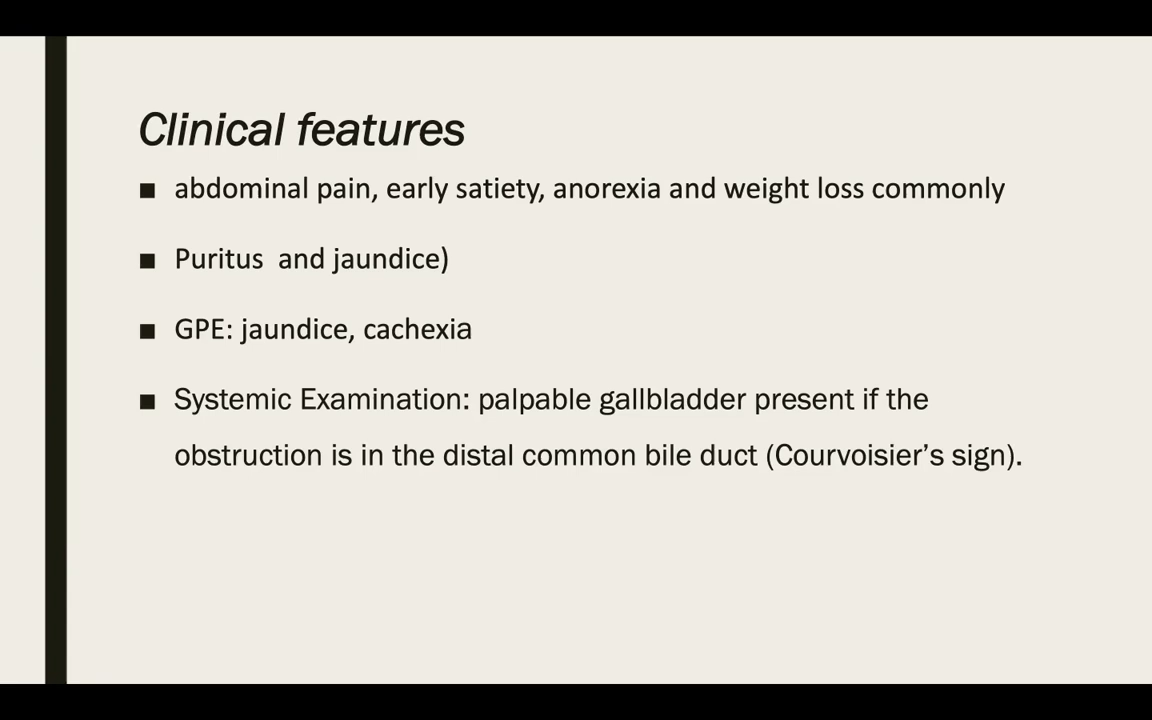 Clinical features
■ abdominal pain, early satiety, anorexia and weight loss commonly
■ Puritus  and jaundice)
■ GPE: jaundice, cachexia
■ Systemic Examination: palpable gallbladder present if the
obstruction is in the distal common bile duct (Courvoisier’s sign).